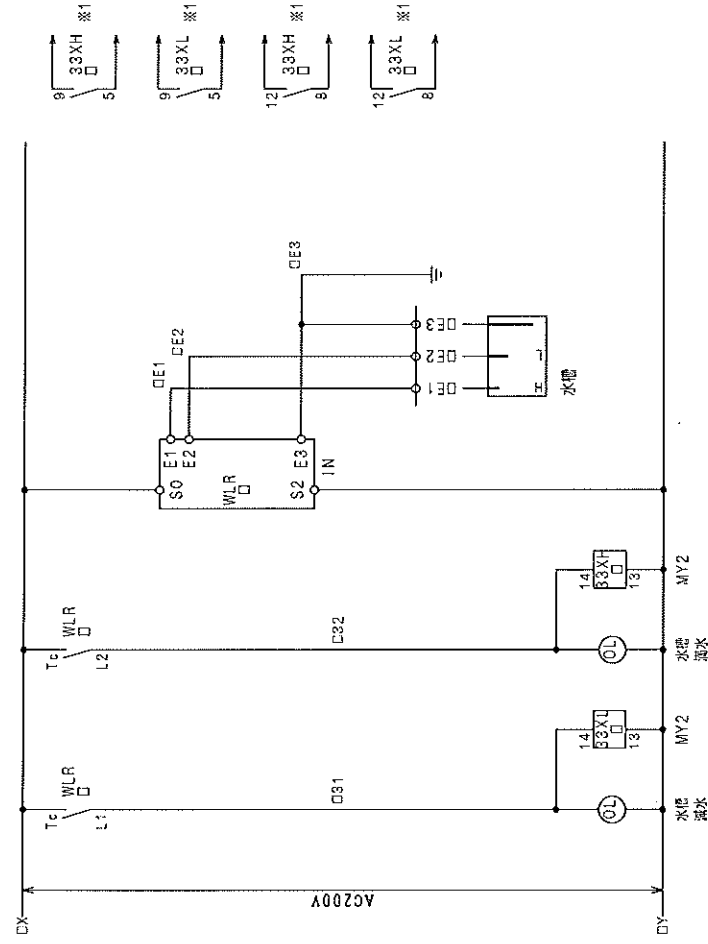 33XH ※1
□
9
5
33XL ※1
□
9
5
33XH ※1
□
12
8
33XL ※1
□
12
8
□E1
□E2
□E3
S0
E1
E2
WLR
□
S2
E3
IN
□E1
□E2
□E3
H
L
水槽
Tc
WLR
□
L2
□32
14
33XH
□
13
MY2
OL
水槽
満水
Tc
WLR
□
L1
□31
14
33XL
□
13
MY2
OL
水槽
減水
AC200V
□X
□Y